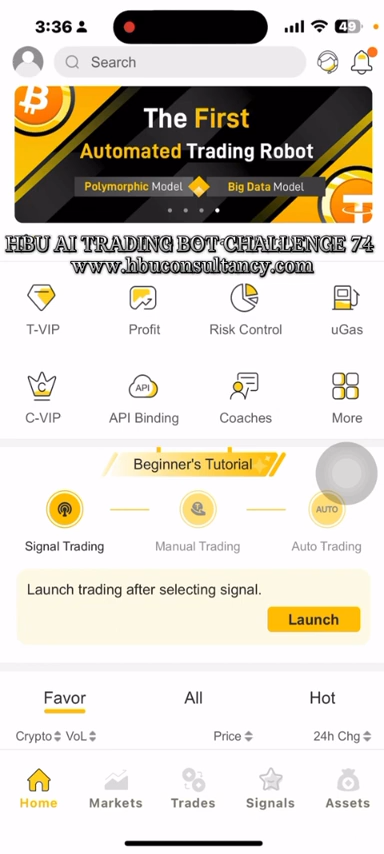 3:36
49
Search
The First
Automated Trading Robot
Polymorphic Model
Big Data Model
HBU AI TRADING BOT CHALLENGE 74
www.hbuconsultancy.com
T-VIP
Profit
Risk Control
uGas
C
API
C-VIP
API Binding
Coaches
More
Beginner's Tutorial
AUTO
Signal Trading
Manual Trading
Auto Trading
Launch trading after selecting signal.
Launch
Favor
All
Hot
Crypto
VoL
Price
24h Chg
Home
Markets
Trades
Signals
Assets